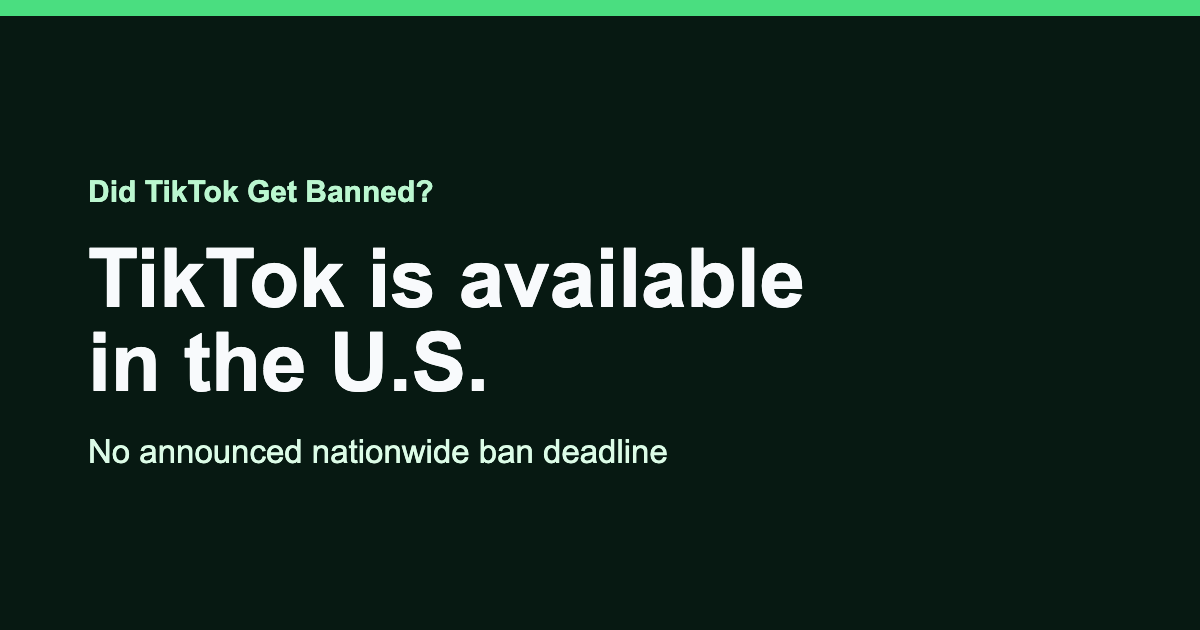 Did TikTok Get Banned?
TikTok is available
in the U.S.
No announced nationwide ban deadline